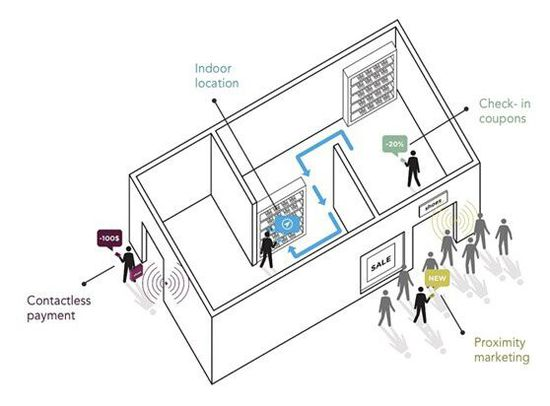 Indoor
location
Check- in
coupons
-20%
shoes
-100$
SALE
NEW
Contactless
payment
Proximity
marketing